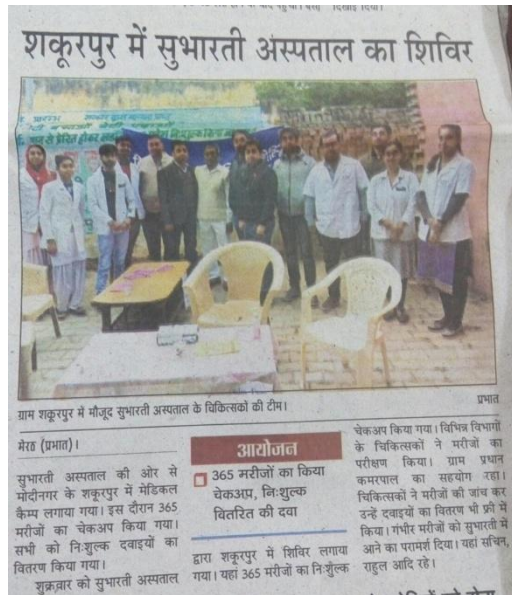 शकूरपुर में सुभारती अस्पताल का शिविर
से प्रेरित होकर
ग्राम शकूरपुर में मौजूद सुभारती अस्पताल के चिकित्सकों की टीम।
प्रभात
मेरठ (प्रभात)।
सुभारती अस्पताल की ओर से
मोदीनगर के शकूरपुर में मेडिकल
कैम्प लगाया गया। इस दौरान 365
मरीजों का चेकअप किया गया।
सभी को निःशुल्क दवाइयों का
वितरण किया गया।
शुक्रवार को सुभारती अस्पताल
आयोजन
365 मरीजों का किया
चेकअप, निःशुल्क
वितरित की दवा
द्वारा शकूरपुर में शिविर लगाया
गया। यहां 365 मरीजों का निःशुल्क
चेकअप किया गया। विभिन्न विभागों
के चिकित्सकों ने मरीजों का
परीक्षण किया। ग्राम प्रधान
कमरपाल का सहयोग रहा।
चिकित्सकों ने मरीजों की जांच कर
उन्हें दवाइयों का वितरण भी फ्री में
किया। गंभीर मरीजों को सुभारती में
आने का परामर्श दिया। यहां सचिन,
राहुल आदि रहे।